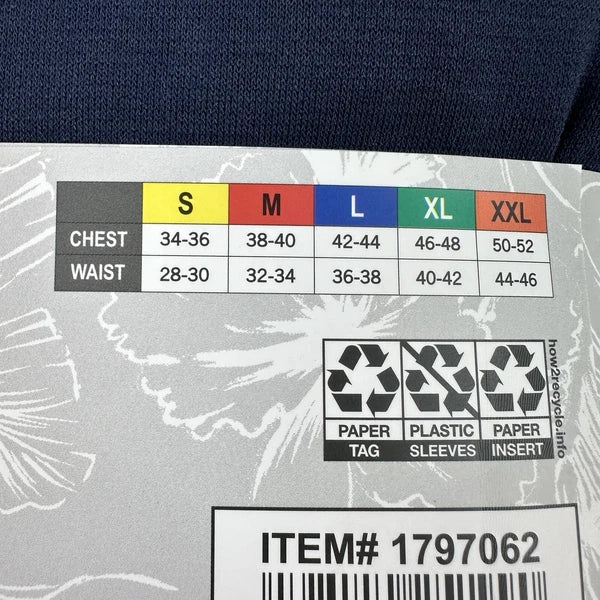 S M L XL XXL
CHEST 34-36 38-40 42-44 46-48 50-52
WAIST 28-30 32-34 36-38 40-42 44-46
how2recycle.info
PAPER PLASTIC PAPER
TAG SLEEVES INSERT
ITEM# 1797062